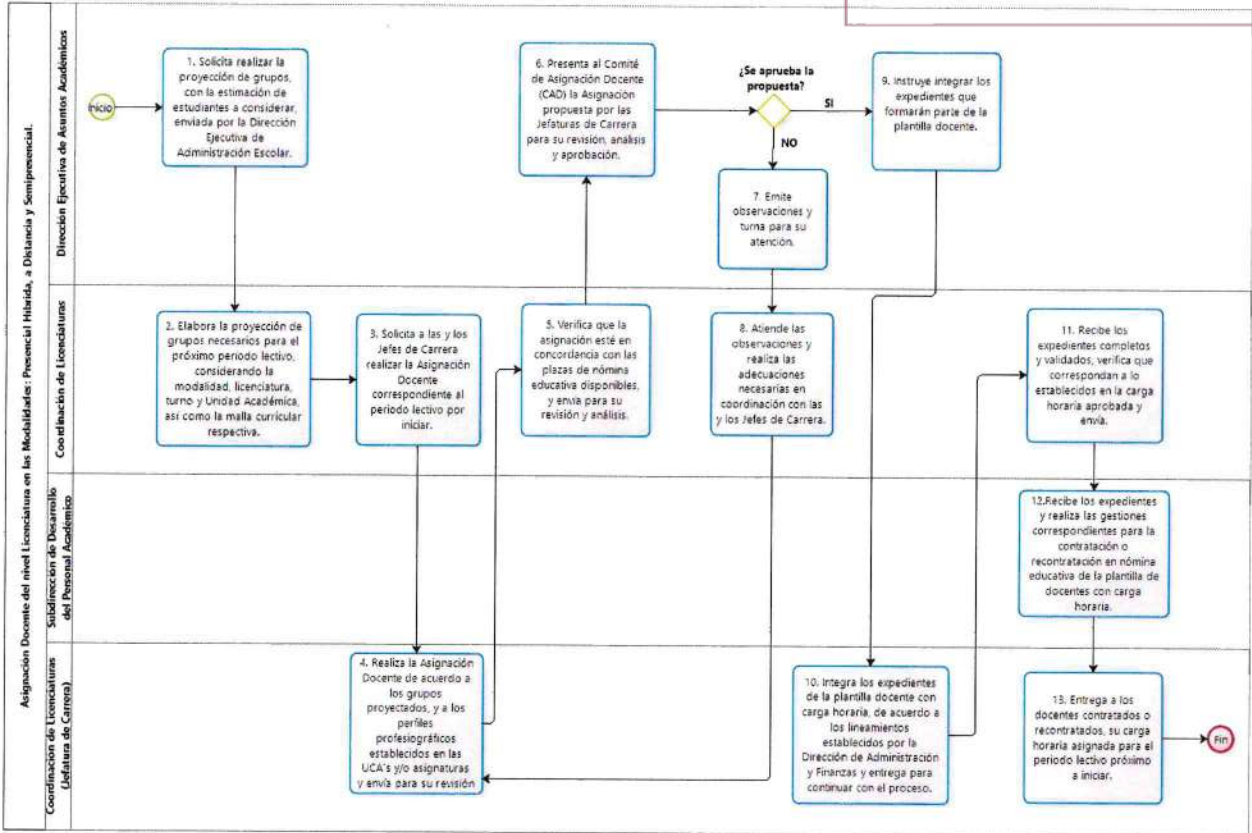 Asignación Docente del nivel Licenciatura en las Modalidades: Presencial Híbrida, a Distancia y Semipresencial.
Dirección Ejecutiva de Asuntos Académicos
Inicio
1. Solicita realizar la
proyección de grupos,
con la estimación de
estudiantes a considerar,
enviada por la Dirección
Ejecutiva de
Administración Escolar.
6. Presenta al Comité
de Asignación Docente
(CAD) la Asignación
propuesta por las
Jefaturas de Carrera
para su revisión, análisis
y aprobación.
¿Se aprueba la
propuesta?
SI
NO
9. Instruye integrar los
expedientes que
formarán parte de la
plantilla docente.
7. Emite
observaciones y
turna para su
atención.
Coordinación de Licenciaturas
2. Elabora la proyección de
grupos necesarios para el
próximo periodo lectivo,
considerando la
modalidad, licenciatura,
turno y Unidad Académica,
así como la malla curricular
respectiva.
3. Solicita a las y los
Jefes de Carrera
realizar la Asignación
Docente
correspondiente al
periodo lectivo por
iniciar.
5. Verifica que la
asignación esté en
concordancia con las
plazas de nómina
educativa disponibles,
y envía para su
revisión y análisis.
8. Atiende las
observaciones y
realiza las
adecuaciones
necesarias en
coordinación con las
y los Jefes de Carrera.
11. Recibe los
expedientes completos
y validados, verifica que
correspondan a lo
establecidos en la carga
horaria aprobada y
envía.
Subdirección de Desarrollo
del Personal Académico
12.Recibe los expedientes
y realiza las gestiones
correspondientes para la
contratación o
recontratación en nómina
educativa de la plantilla de
docentes con carga
horaria.
Coordinación de Licenciaturas
(Jefatura de Carrera)
4. Realiza la Asignación
Docente de acuerdo a
los grupos
proyectados, y a los
perfiles
profesiográficos
establecidos en las
UCA's y/o asignaturas
y envía para su revisión
10. Integra los expedientes
de la plantilla docente con
carga horaria, de acuerdo a
los lineamientos
establecidos por la
Dirección de Administración
y Finanzas y entrega para
continuar con el proceso.
13. Entrega a los
docentes contratados o
recontratados, su carga
horaria asignada para el
periodo lectivo próximo
a iniciar.
Fin